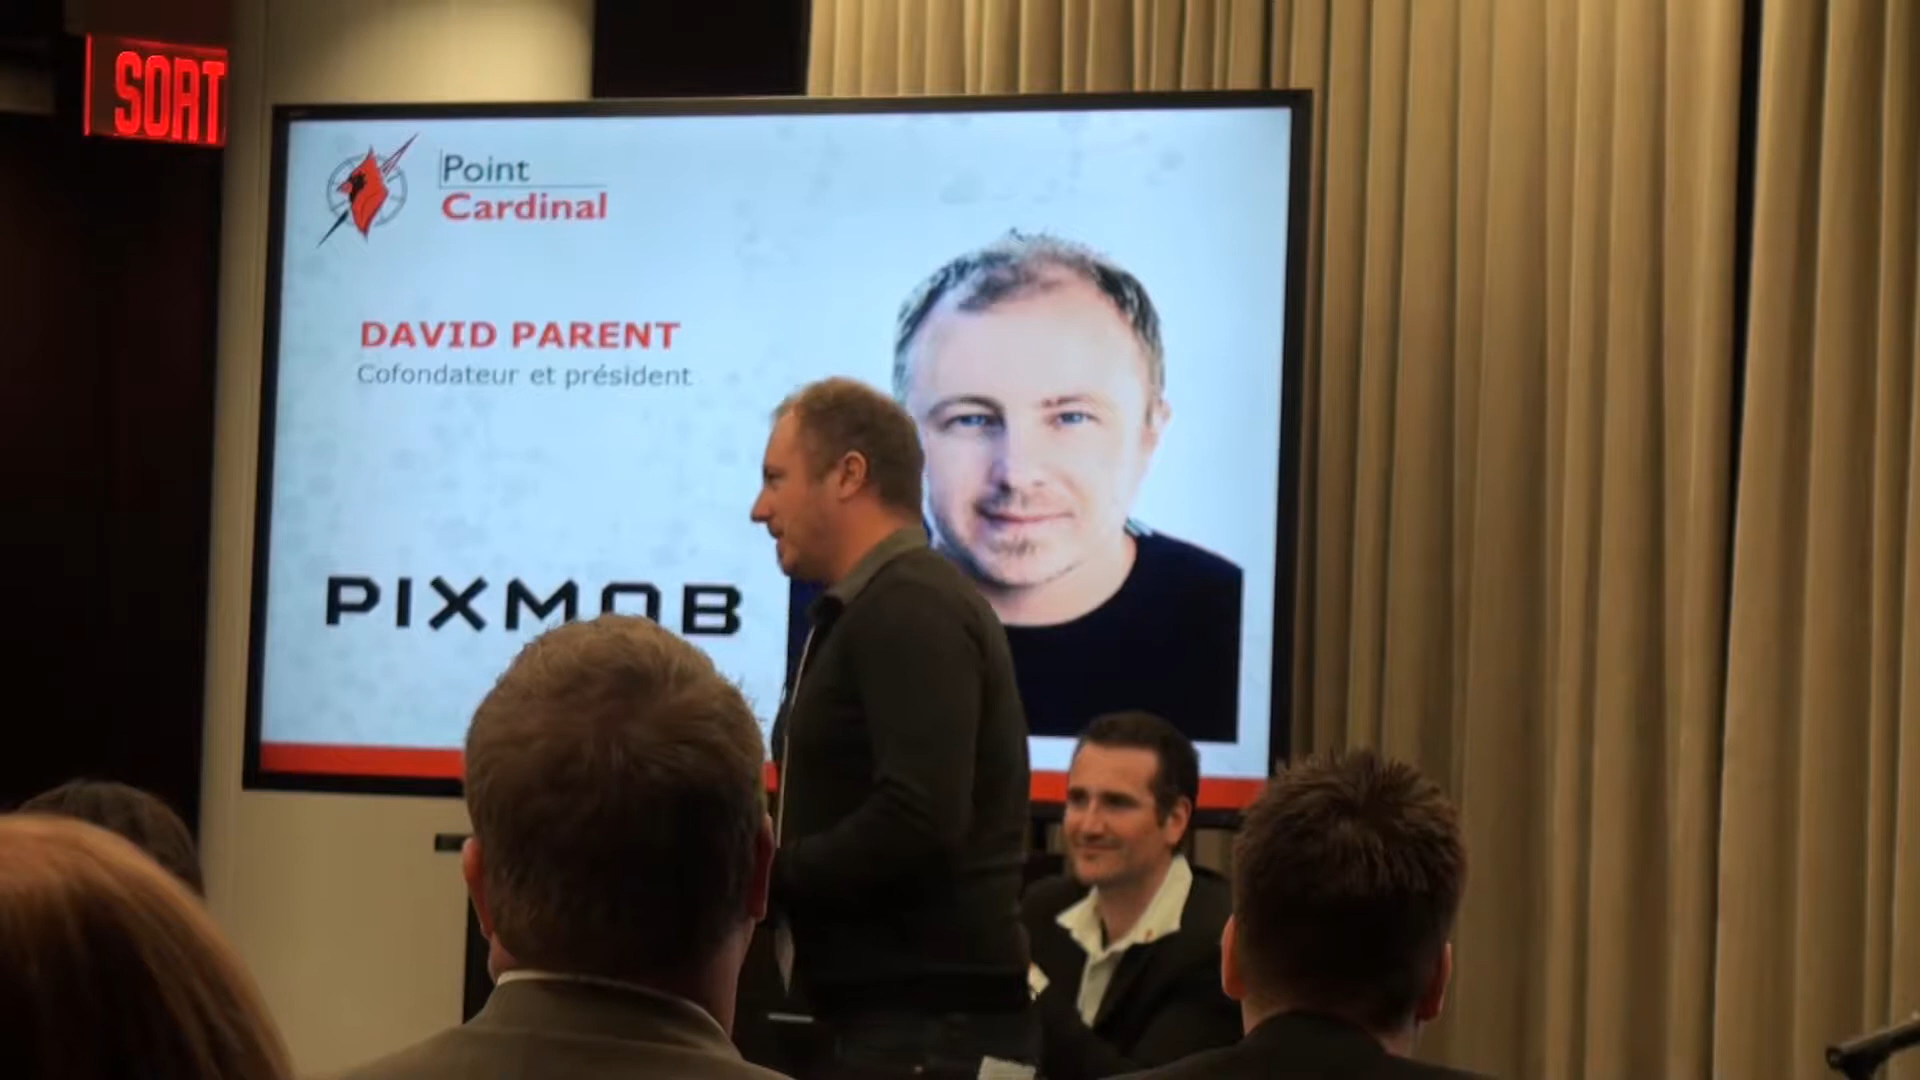 SORT
Point
Cardinal
DAVID PARENT
Cofondateur et président
PIXMOB